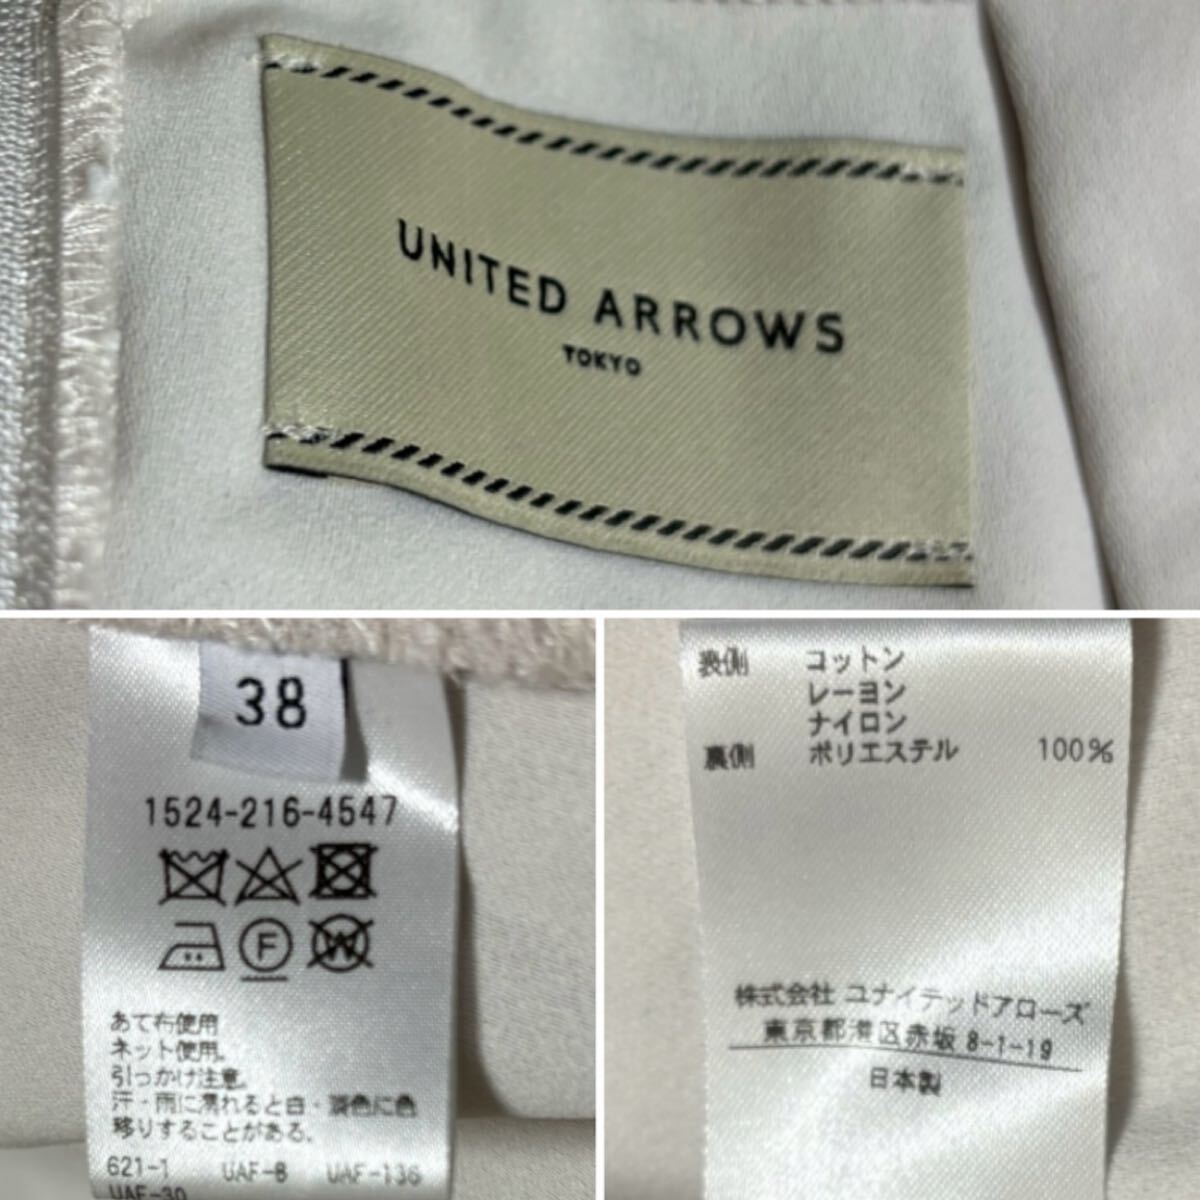 UNITED ARROWS
TOKYO
38
1524-216-4547
F
W
あて布使用
ネット使用。
引っかけ注意。
汗・雨に濡れると白・淡色に色
移りすることがある。
621-1 UAF-B UAF-136
UAF-30
表側 コットン
レーヨン
ナイロン
裏側 ポリエステル 100%
株式会社 ユナイテッドアローズ
東京都港区赤坂 8-1-19
日本製